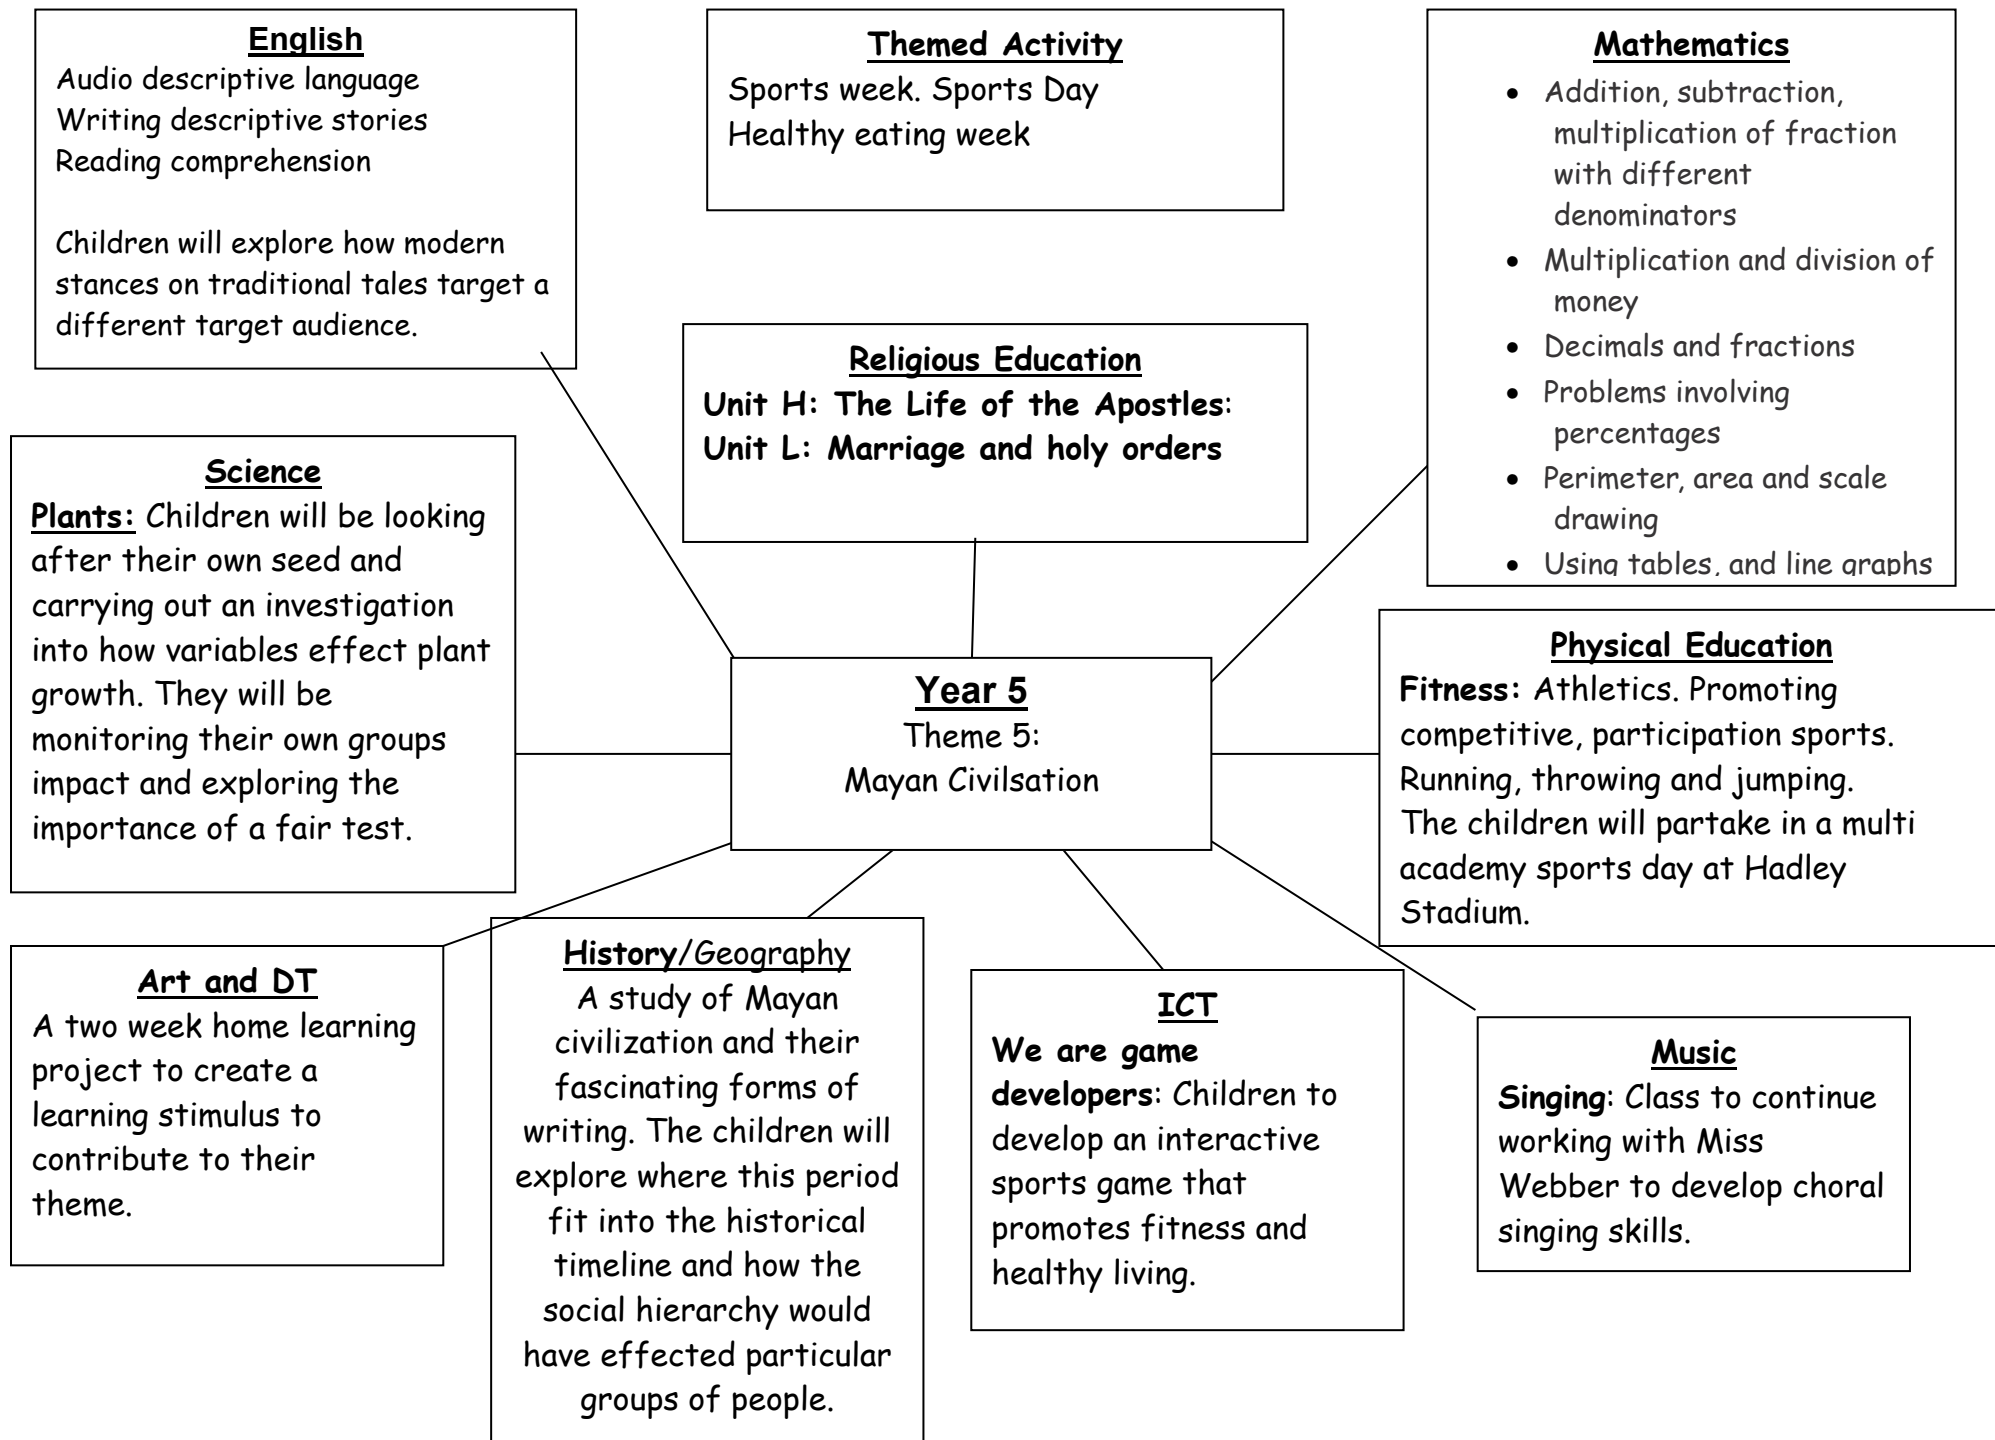 English
Audio descriptive language
Writing descriptive stories
Reading comprehension
Children will explore how modern
stances on traditional tales target a
different target audience.
Themed Activity
Sports week. Sports Day
Healthy eating week
Mathematics
• Addition, subtraction,
multiplication of fraction
with different
denominators
• Multiplication and division of
money
• Decimals and fractions
• Problems involving
percentages
• Perimeter, area and scale
drawing
• Using tables, and line graphs
Religious Education
Unit H: The Life of the Apostles:
Unit L: Marriage and holy orders
Science
Plants: Children will be looking
after their own seed and
carrying out an investigation
into how variables effect plant
growth. They will be
monitoring their own groups
impact and exploring the
importance of a fair test.
Year 5
Theme 5:
Mayan Civilsation
Physical Education
Fitness: Athletics. Promoting
competitive, participation sports.
Running, throwing and jumping.
The children will partake in a multi
academy sports day at Hadley
Stadium.
Art and DT
A two week home learning
project to create a
learning stimulus to
contribute to their
theme.
History/Geography
A study of Mayan
civilization and their
fascinating forms of
writing. The children will
explore where this period
fit into the historical
timeline and how the
social hierarchy would
have effected particular
groups of people.
ICT
We are game
developers: Children to
develop an interactive
sports game that
promotes fitness and
healthy living.
Music
Singing: Class to continue
working with Miss
Webber to develop choral
singing skills.